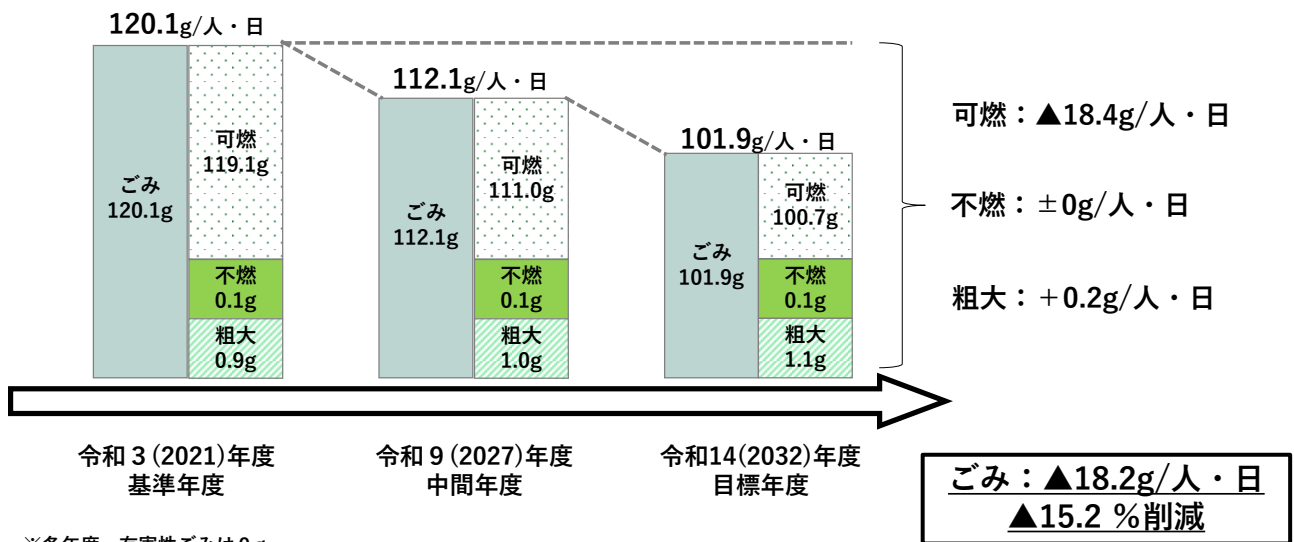 120.1g/人・日
112.1g/人・日
101.9g/人・日
ごみ
120.1g
可燃
119.1g
不燃
0.1g
粗大
0.9g
ごみ
112.1g
可燃
111.0g
不燃
0.1g
粗大
1.0g
ごみ
101.9g
可燃
100.7g
不燃
0.1g
粗大
1.1g
可燃：▲18.4g/人・日
不燃：±0g/人・日
粗大：＋0.2g/人・日
令和３(2021)年度
基準年度
令和９(2027)年度
中間年度
令和14(2032)年度
目標年度
ごみ：▲18.2g/人・日
▲15.2 %削減